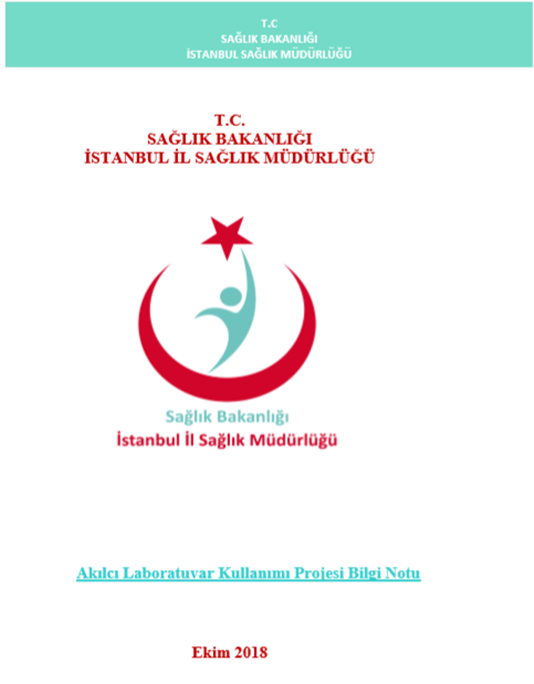 T.C
SAĞLIK BAKANLIĞI
İSTANBUL SAĞLIK MÜDÜRLÜĞÜ
T.C.
SAĞLIK BAKANLIĞI
İSTANBUL İL SAĞLIK MÜDÜRLÜĞÜ
Sağlık Bakanlığı
İstanbul İl Sağlık Müdürlüğü
Akılcı Laboratuvar Kullanımı Projesi Bilgi Notu
Ekim 2018